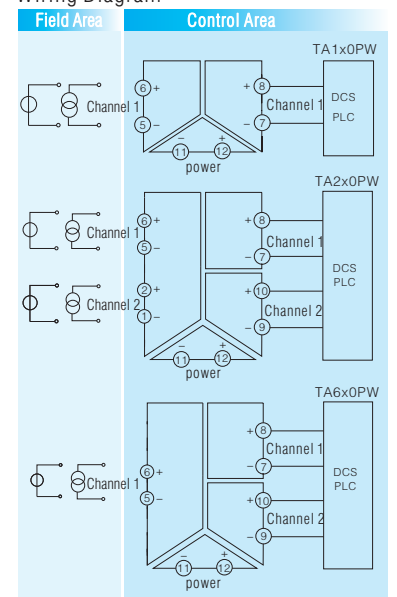 Wiring Diagram
Field Area
Control Area
TA1x0PW
6 +
+ 8
DCS
Channel 1
Channel 1
PLC
5 −
− 7
− +
11 12
power
TA2x0PW
6 +
+ 8
Channel 1
Channel 1
5 −
− 7
DCS
PLC
2 +
+ 10
Channel 2
Channel 2
1 −
− 9
− +
11 12
power
TA6x0PW
+ 8
Channel 1
6 +
− 7
DCS
Channel 1
PLC
5 −
+ 10
Channel 2
− 9
− +
11 12
power